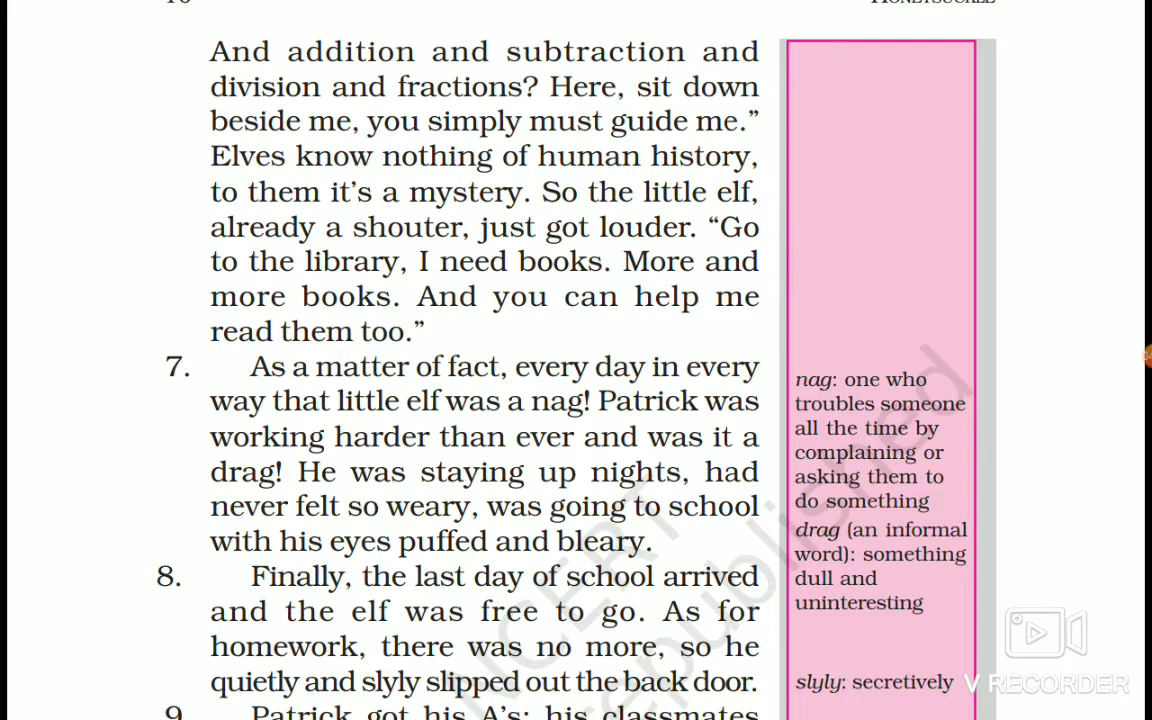 And addition and subtraction and
division and fractions? Here, sit down
beside me, you simply must guide me.”
Elves know nothing of human history,
to them it’s a mystery. So the little elf,
already a shouter, just got louder. “Go
to the library, I need books. More and
more books. And you can help me
read them too.”
7. As a matter of fact, every day in every
way that little elf was a nag! Patrick was
working harder than ever and was it a
drag! He was staying up nights, had
never felt so weary, was going to school
with his eyes puffed and bleary.
8. Finally, the last day of school arrived
and the elf was free to go. As for
homework, there was no more, so he
quietly and slyly slipped out the back door.
9. Patrick got his A’s; his classmates
nag: one who
troubles someone
all the time by
complaining or
asking them to
do something
drag (an informal
word): something
dull and
uninteresting
slyly: secretively
NCERT
republished
V RECORDER